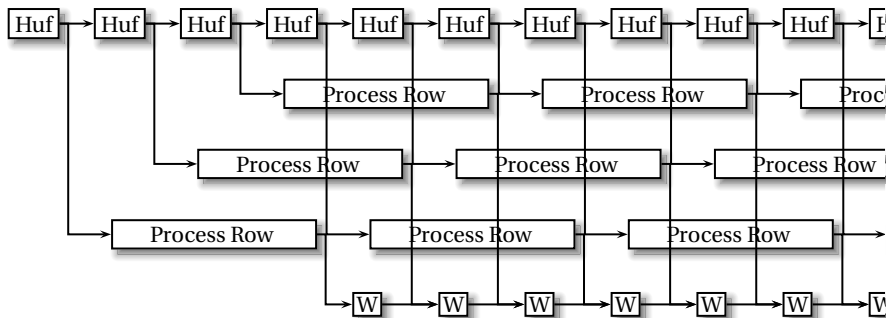 Huf Huf Huf Huf Huf Huf Huf Huf Huf Huf
Process Row Process Row
Process Row Process Row Process Row
Process Row Process Row Process Row
W W W W W W W